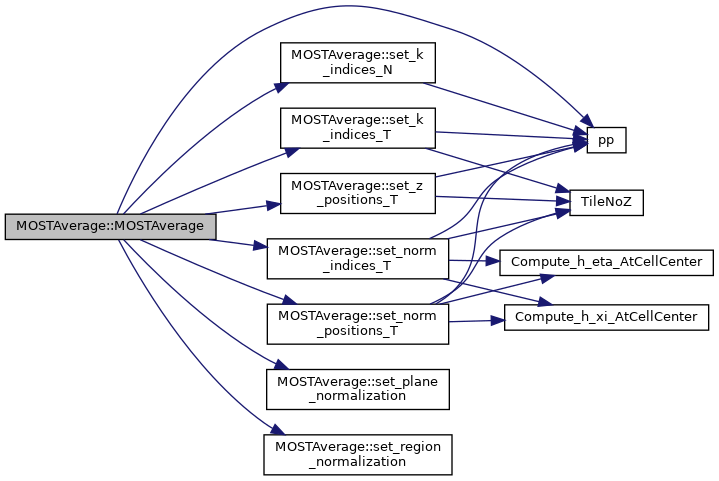 MOSTAverage::MOSTAverage
MOSTAverage::set_k
_indices_N
MOSTAverage::set_k
_indices_T
MOSTAverage::set_z
_positions_T
MOSTAverage::set_norm
_indices_T
MOSTAverage::set_norm
_positions_T
MOSTAverage::set_plane
_normalization
MOSTAverage::set_region
_normalization
pp
TileNoZ
Compute_h_eta_AtCellCenter
Compute_h_xi_AtCellCenter